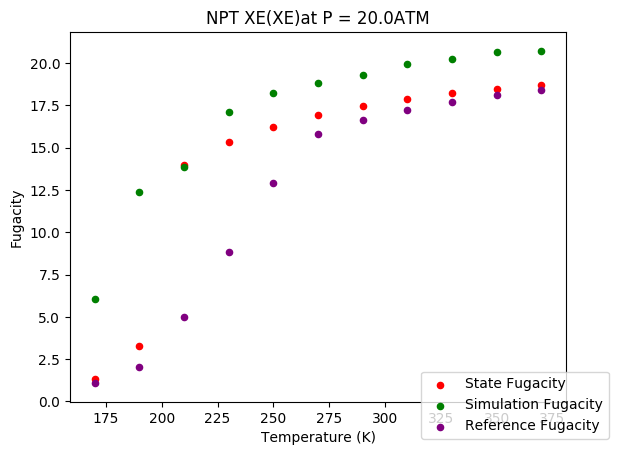 NPT XE(XE)at P = 20.0ATM
20.0
17.5
15.0
12.5
10.0
7.5
5.0
2.5
0.0
Fugacity
175 200 225 250 275 300 325 350 375
Temperature (K)
State Fugacity
Simulation Fugacity
Reference Fugacity